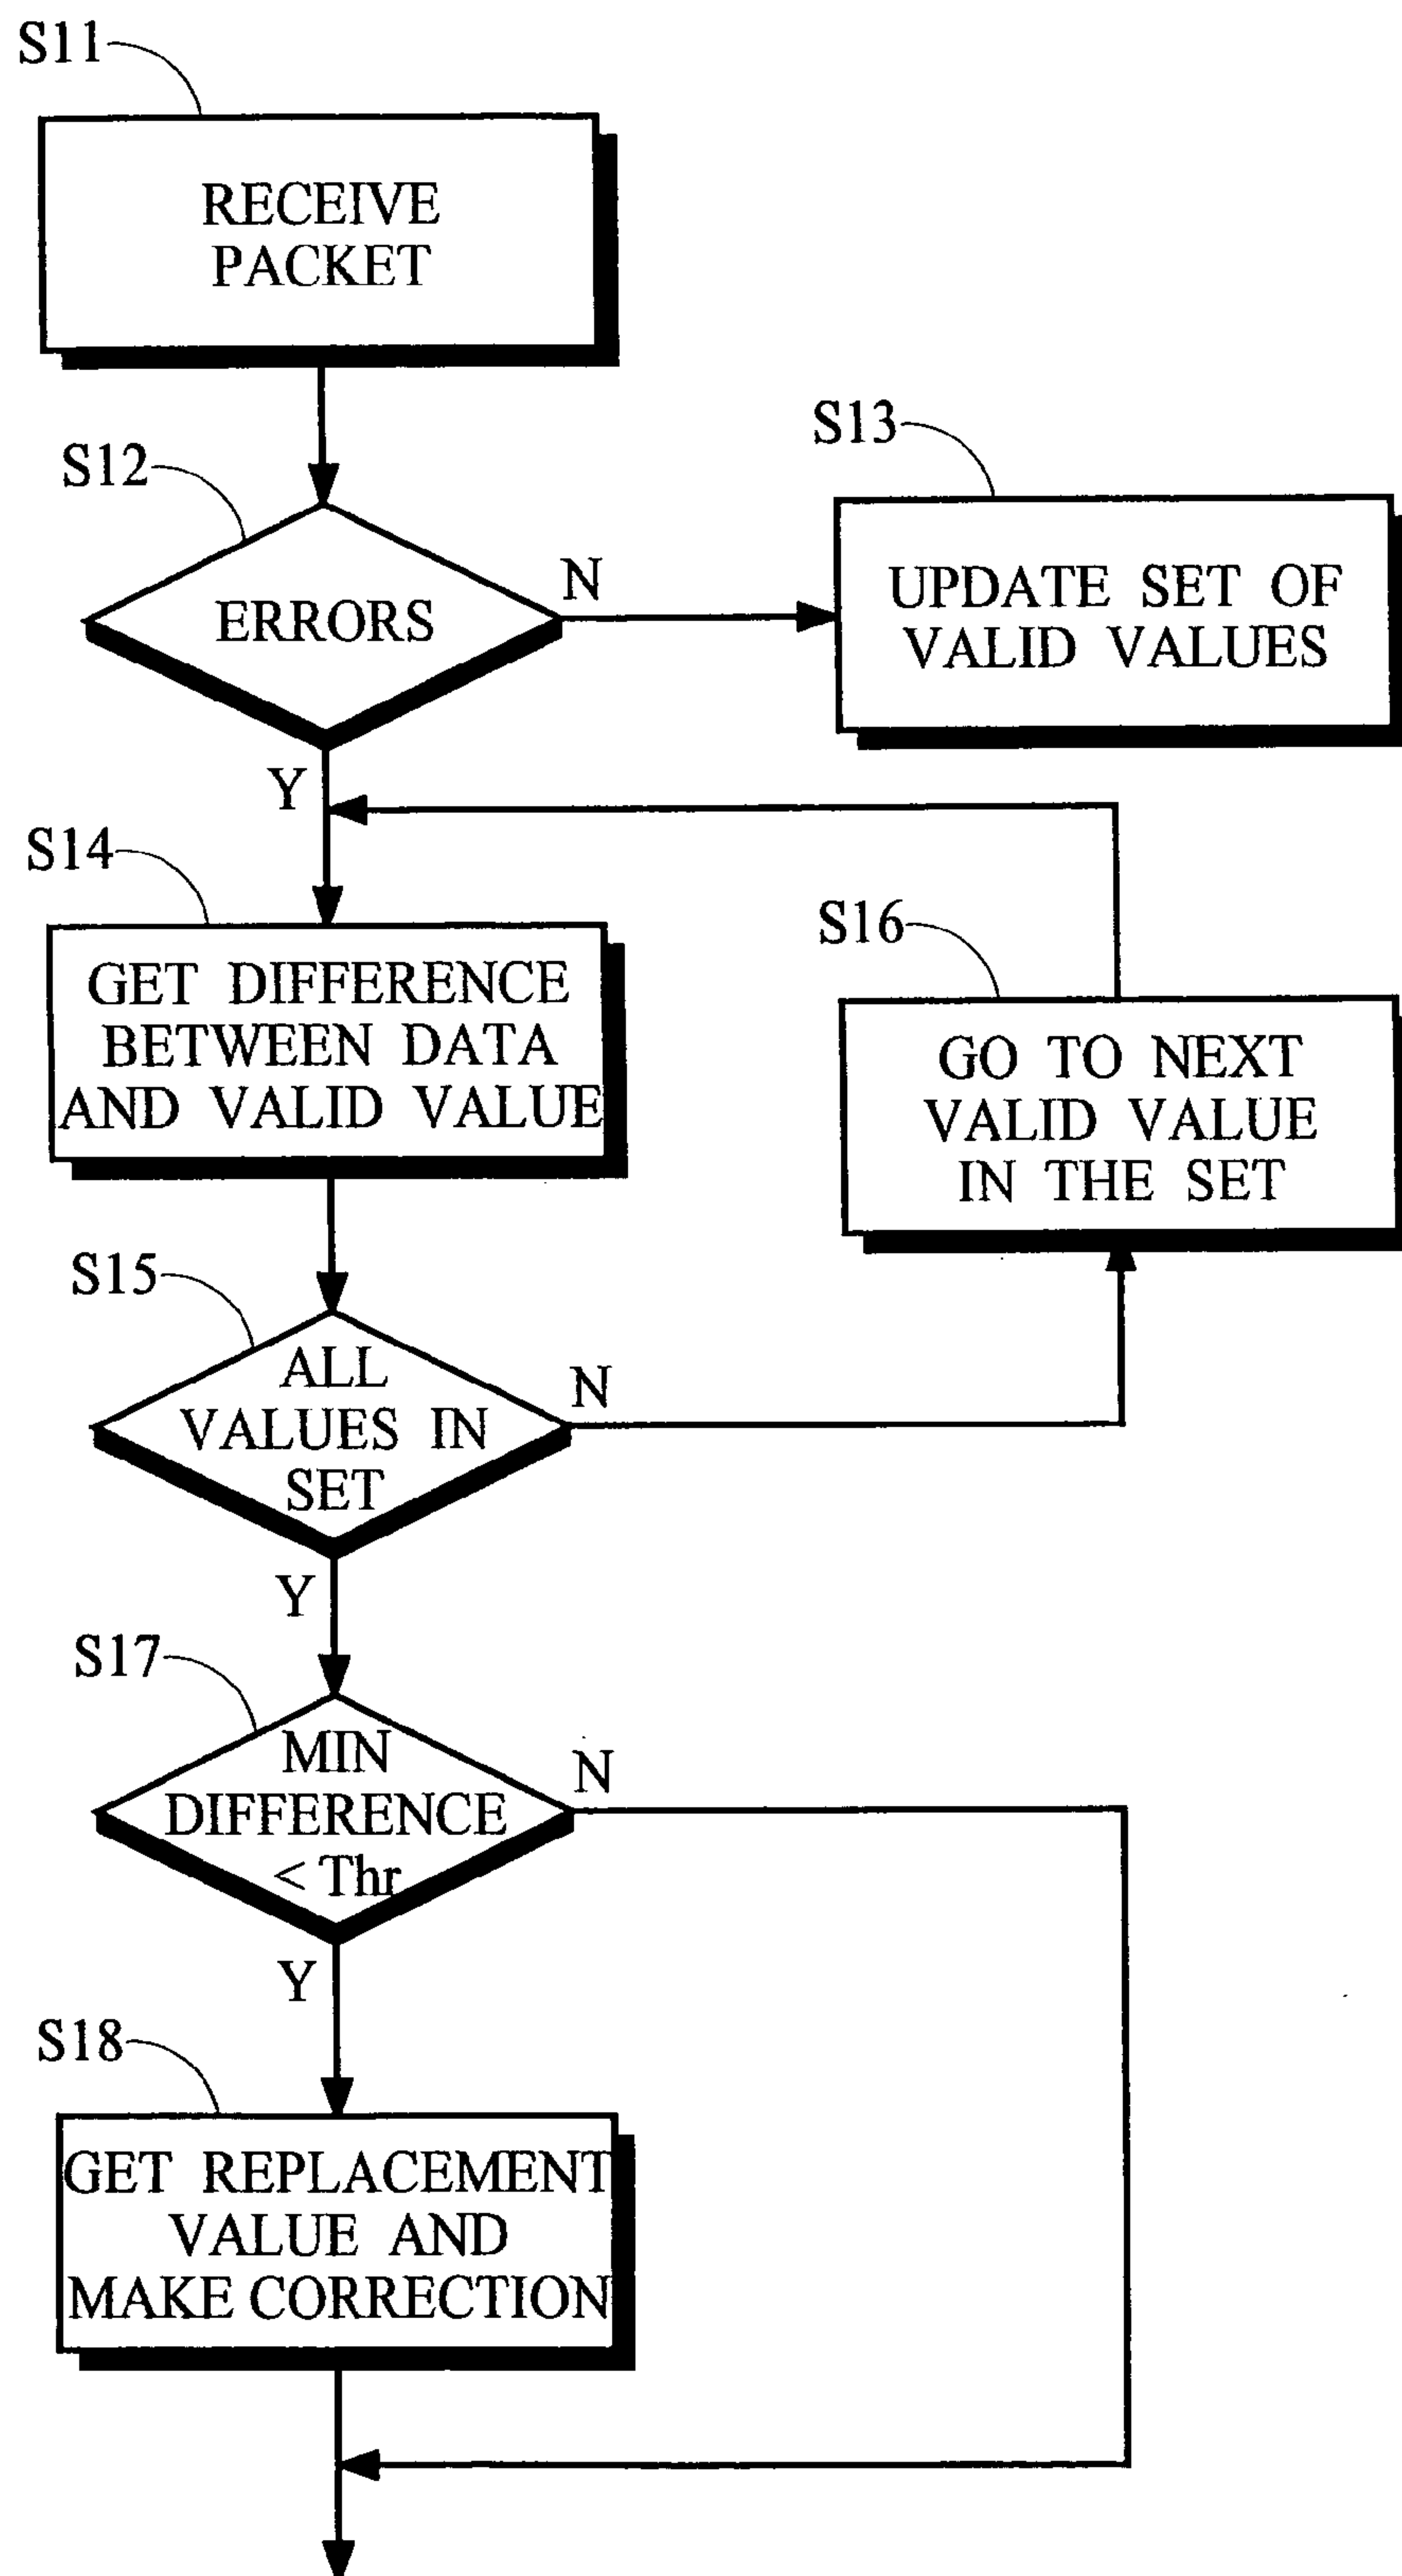 S11
RECEIVE
PACKET
S12
ERRORS
N
Y
S13
UPDATE SET OF
VALID VALUES
S14
GET DIFFERENCE
BETWEEN DATA
AND VALID VALUE
S16
GO TO NEXT
VALID VALUE
IN THE SET
S15
ALL
VALUES IN
SET
N
Y
S17
MIN
DIFFERENCE
< Thr
N
Y
S18
GET REPLACEMENT
VALUE AND
MAKE CORRECTION